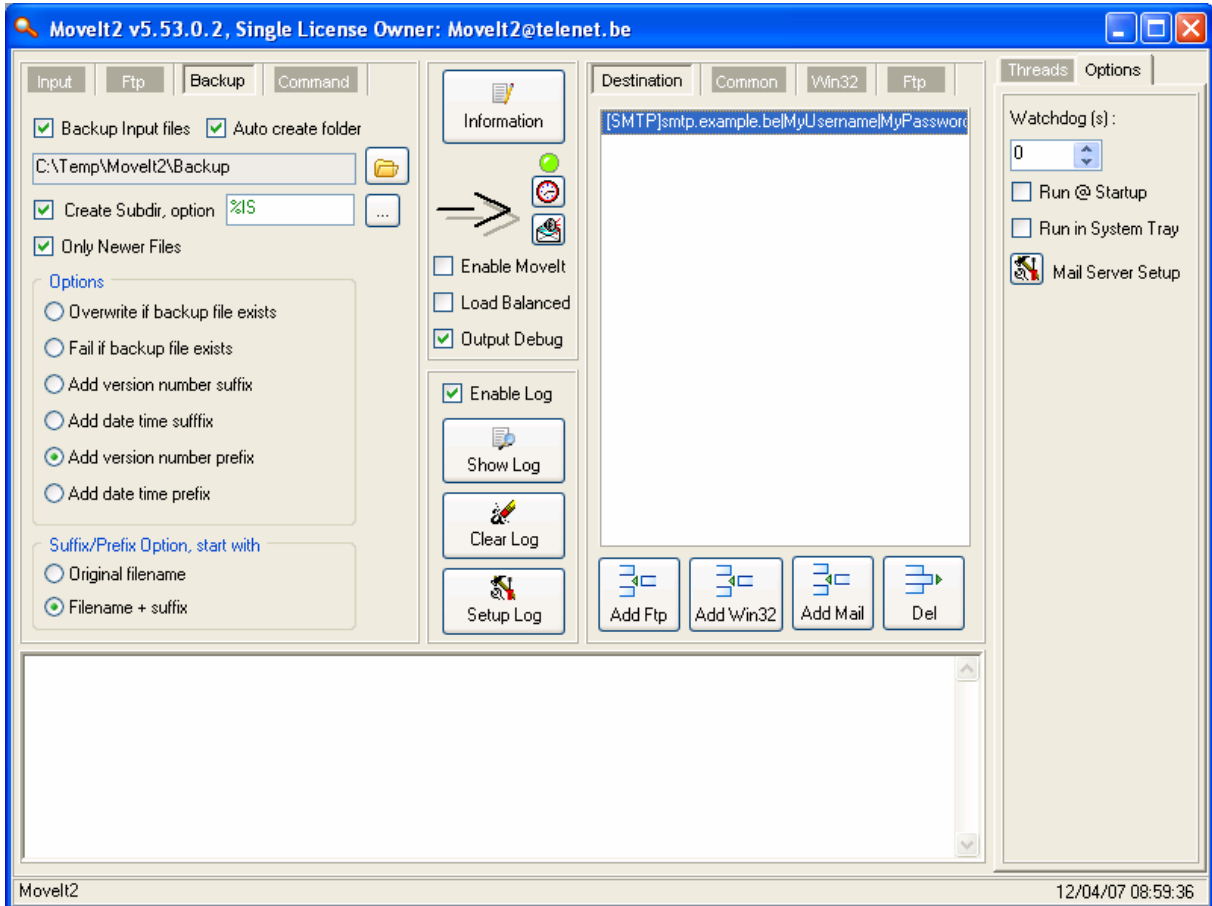 MoveIt2 v5.53.0.2, Single License Owner: MoveIt2@telenet.be
Input Ftp Backup Command
Backup Input files Auto create folder
C:\Temp\MoveIt2\Backup
Create Subdir, option %IS ...
Only Newer Files
Options
Overwrite if backup file exists
Fail if backup file exists
Add version number suffix
Add date time sufffix
Add version number prefix
Add date time prefix
Suffix/Prefix Option, start with
Original filename
Filename + suffix
Information
Enable MoveIt
Load Balanced
Output Debug
Enable Log
Show Log
Clear Log
Setup Log
Destination Common Win32 Ftp
[SMTP]smtp.example.be|MyUsername|MyPassword
Add Ftp Add Win32 Add Mail Del
Threads Options
Watchdog (s) :
0
Run @ Startup
Run in System Tray
Mail Server Setup
MoveIt2 12/04/07 08:59:36